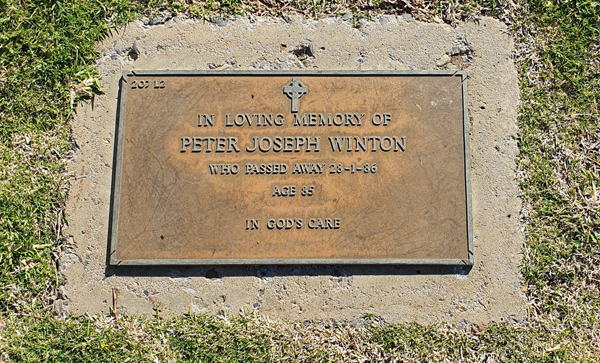 207 L2
IN LOVING MEMORY OF
PETER JOSEPH WINTON
WHO PASSED AWAY 28-1-86
AGE 85
IN GOD'S CARE